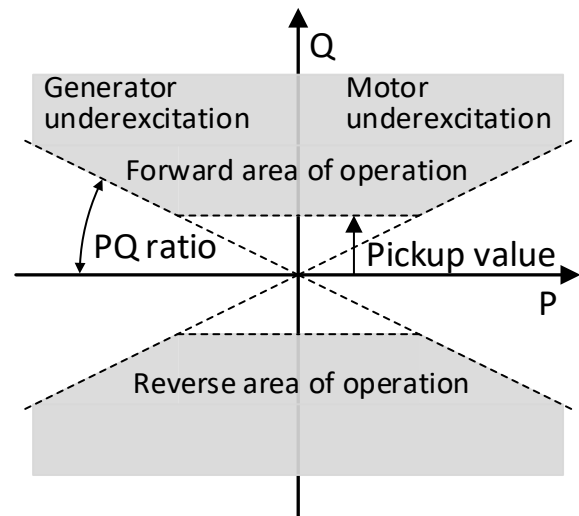 Q
Generator
underexcitation
Motor
underexcitation
Forward area of operation
PQ ratio
Pickup value
P
Reverse area of operation